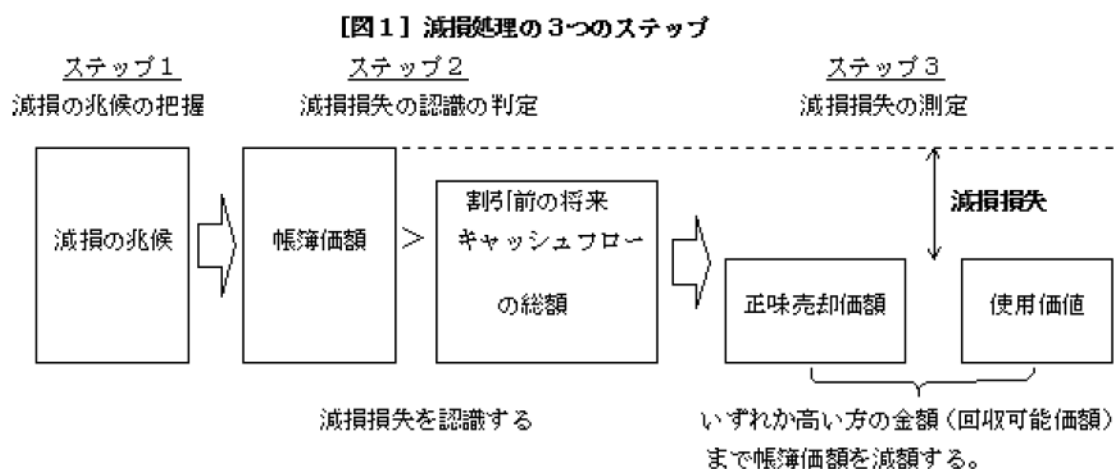 ［図１］減損処理の３つのステップ
ステップ１
減損の兆候の把握
ステップ２
減損損失の認識の判定
ステップ３
減損損失の測定
減損の兆候
帳簿価額
＞
割引前の将来
キャッシュフロー
の総額
減損損失
正味売却価額
使用価値
減損損失を認識する
いずれか高い方の金額（回収可能価額）
まで帳簿価額を減額する。